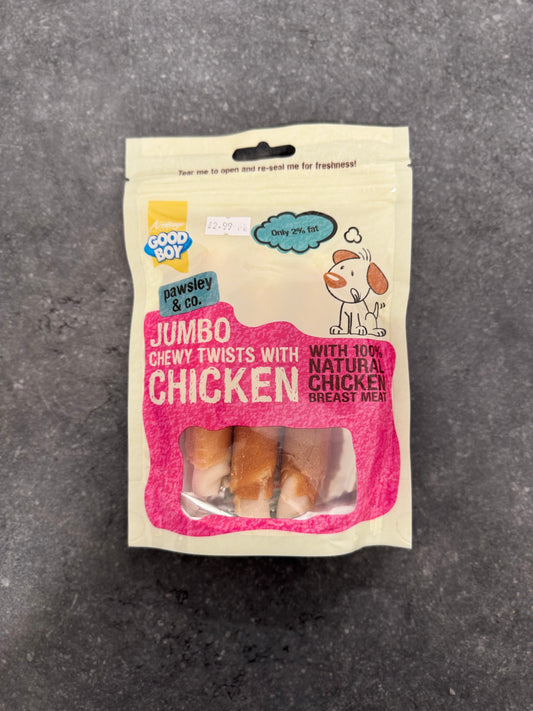 Tear me to open and re-seal me for freshness!
£2.99
Only 2% fat
Armitage
GOOD
BOY
pawsley
& co.
JUMBO
CHEWY TWISTS WITH
CHICKEN
WITH 100%
NATURAL
CHICKEN
BREAST MEAT